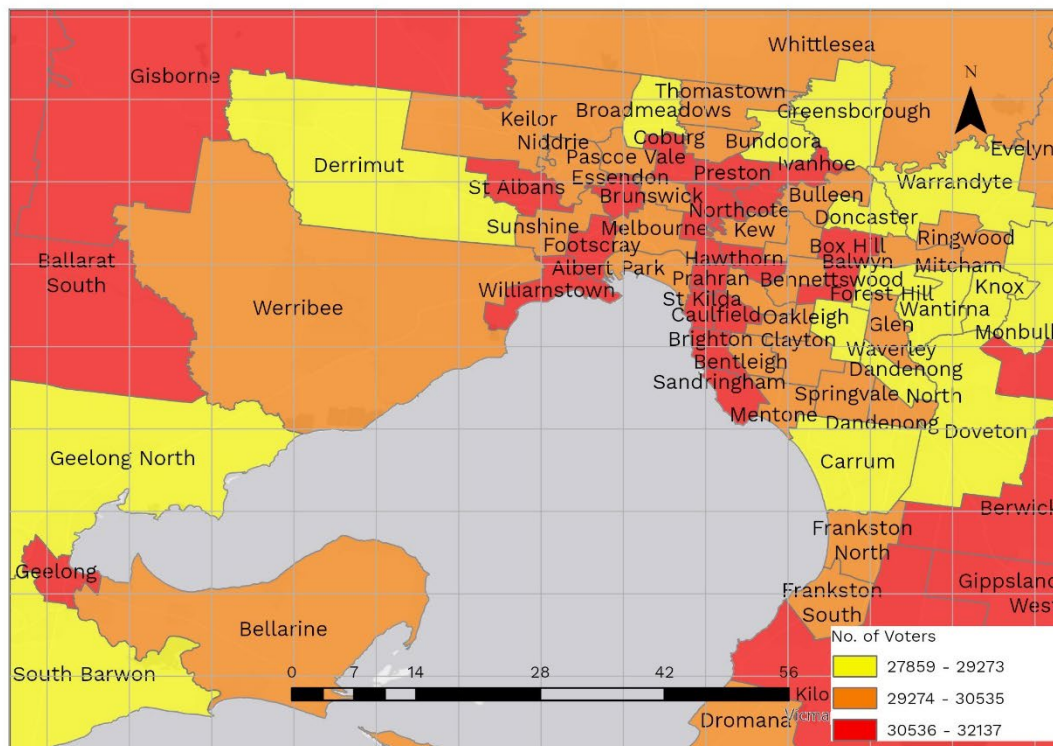 Whittlesea
N
Gisborne
Thomastown
Broadmeadows
Greensborough
Keilor
Niddrie
Coburg
Bundoora
Evelyn
Derrimut
Pascoe Vale
Ivanhoe
Essendon
Preston
St Albans
Warrandyte
Brunswick
Bulleen
Northcote
Doncaster
Sunshine
Melbourne
Kew
Ringwood
Footscray
Box Hill
Ballarat
South
Albert Park
Hawthorn
Balwyn
Mitcham
Prahran
Bennettswood
Williamstown
Forest Hill
Knox
St Kilda
Wantirna
Werribee
Caulfield
Oakleigh
Glen
Waverley
Monbulk
Brighton
Clayton
Bentleigh
Dandenong
North
Sandringham
Springvale
Mentone
Dandenong
Doveton
Geelong North
Carrum
Berwick
Frankston
North
Geelong
Gippsland
West
Frankston
South
Bellarine
No. of Voters
South Barwon
27859 - 29273
0 7 14 28 42 56
Kilo
29274 - 30535
Vicma
Dromana
30536 - 32137